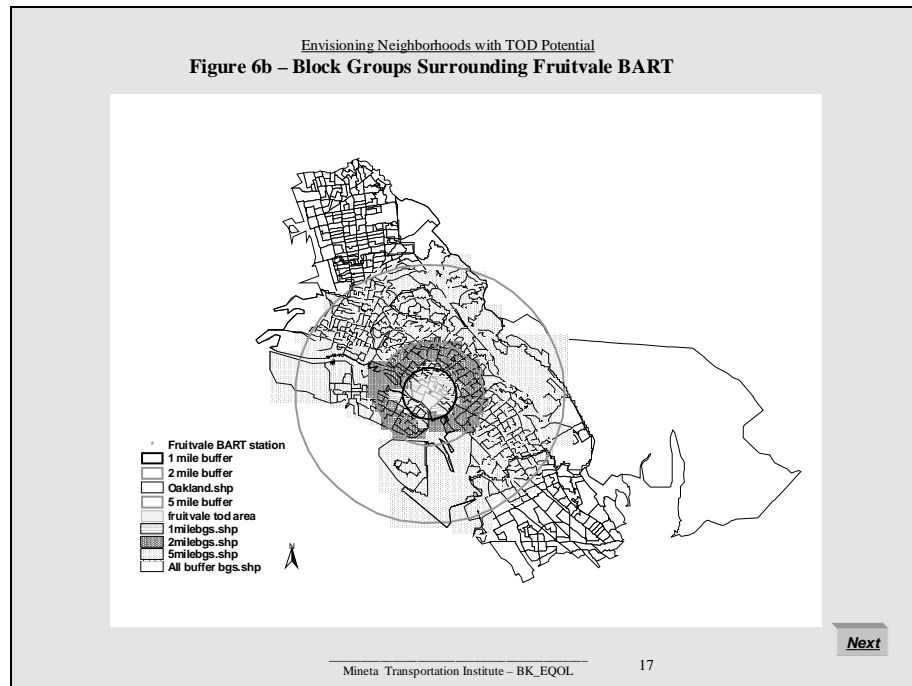 Envisioning Neighborhoods with TOD Potential
Figure 6b – Block Groups Surrounding Fruitvale BART
Fruitvale BART station
1 mile buffer
2 mile buffer
Oakland.shp
5 mile buffer
fruitvale tod area
1milebgs.shp
2milebgs.shp
5milebgs.shp
All buffer bgs.shp
N
Next
Mineta Transportation Institute – BK_EQOL 17